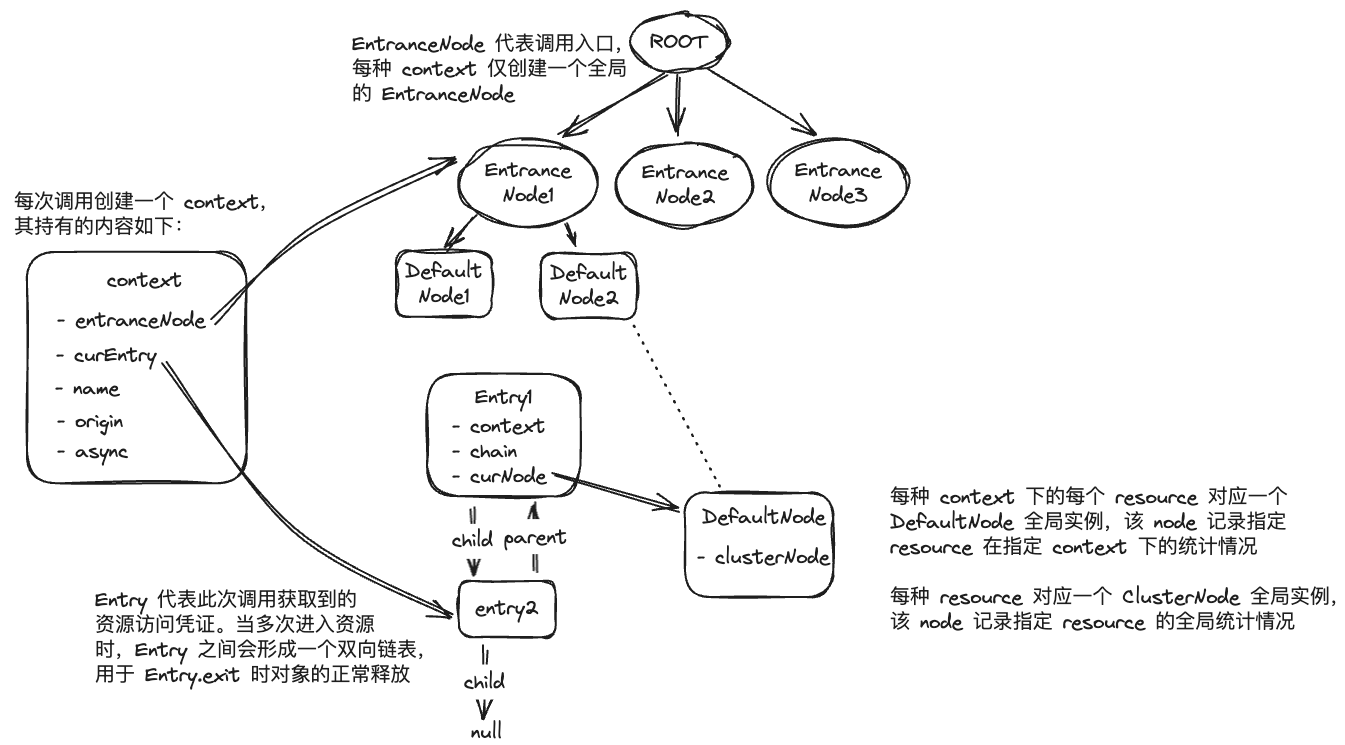 EntranceNode 代表调用入口，
每种 context 仅创建一个全局
的 EntranceNode
ROOT
Entrance
Node1
Entrance
Node2
Entrance
Node3
每次调用创建一个 context，
其持有的内容如下：
context
- entranceNode
- curEntry
- name
- origin
- async
Default
Node1
Default
Node2
Entry1
- context
- chain
- curNode
child parent
entry2
child
null
DefaultNode
- clusterNode
每种 context 下的每个 resource 对应一个
DefaultNode 全局实例，该 node 记录指定
resource 在指定 context 下的统计情况
每种 resource 对应一个 ClusterNode 全局实例，
该 node 记录指定 resource 的全局统计情况
Entry 代表此次调用获取到的
资源访问凭证。当多次进入资源
时，Entry 之间会形成一个双向链表，
用于 Entry.exit 时对象的正常释放